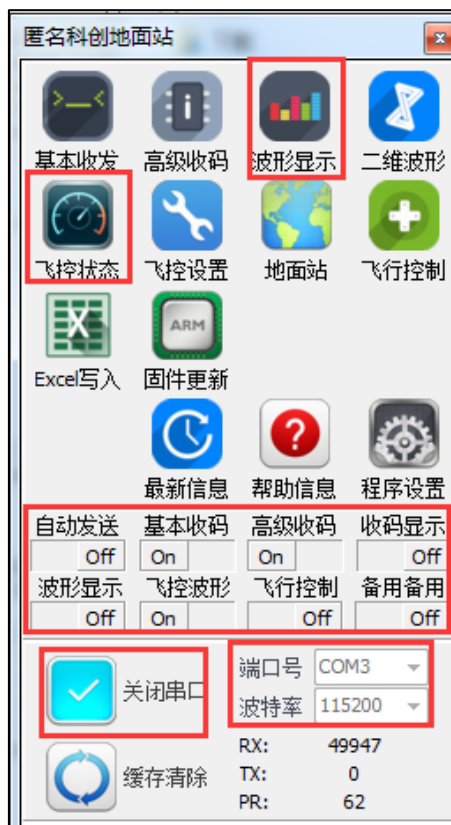 匿名科创地面站
基本收发 高级收码 波形显示 二维波形
飞控状态 飞控设置 地面站 飞行控制
ARM
Excel写入 固件更新
最新信息 帮助信息 程序设置
自动发送 基本收码 高级收码 收码显示
Off On On Off
波形显示 飞控波形 飞行控制 备用备用
Off On Off Off
端口号 COM3
关闭串口
波特率 115200
RX: 49947
缓存清除 TX: 0
PR: 62